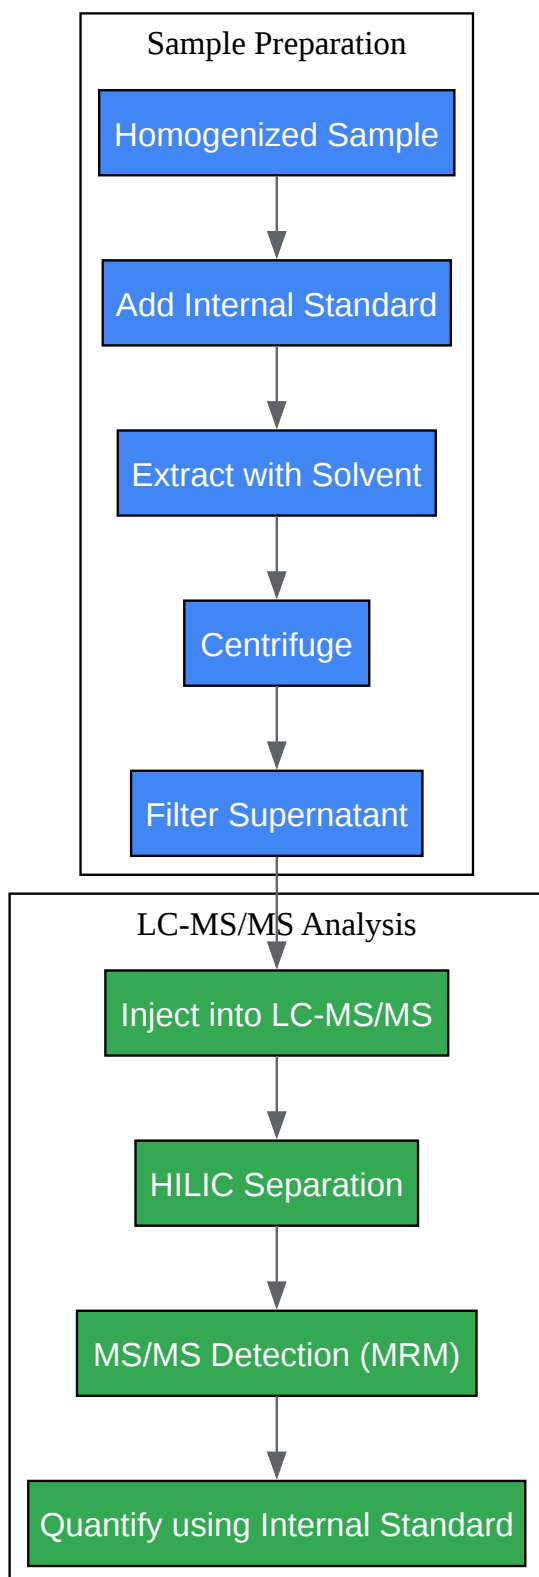 Sample Preparation
Homogenized Sample
Add Internal Standard
Extract with Solvent
Centrifuge
Filter Supernatant
LC-MS/MS Analysis
Inject into LC-MS/MS
HILIC Separation
MS/MS Detection (MRM)
Quantify using Internal Standard